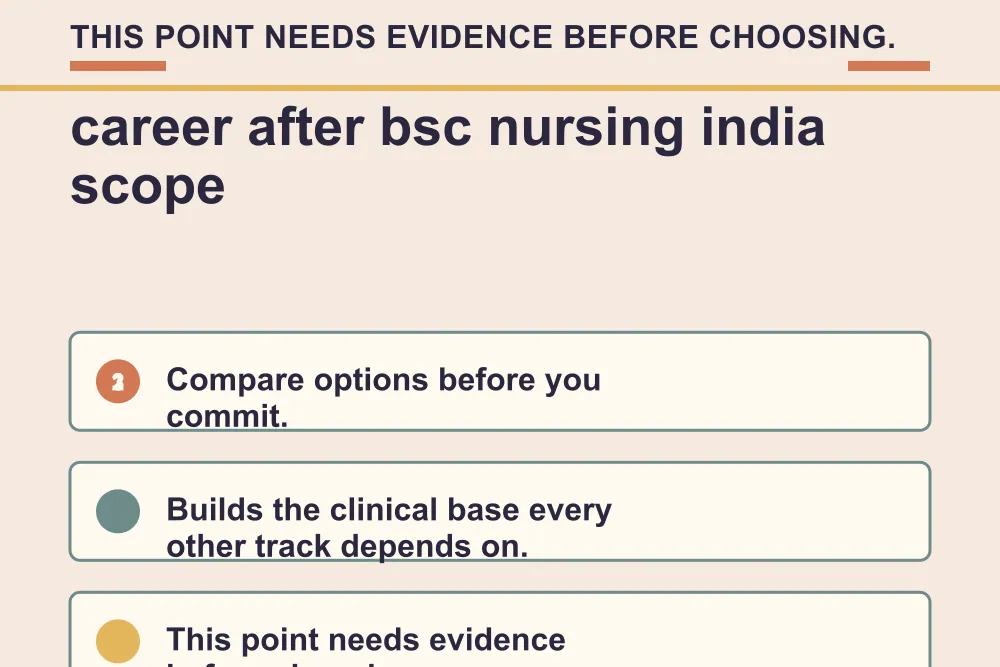 THIS POINT NEEDS EVIDENCE BEFORE CHOOSING.
career after bsc nursing india
scope
Compare options before you
commit.
Builds the clinical base every
other track depends on.
This point needs evidence